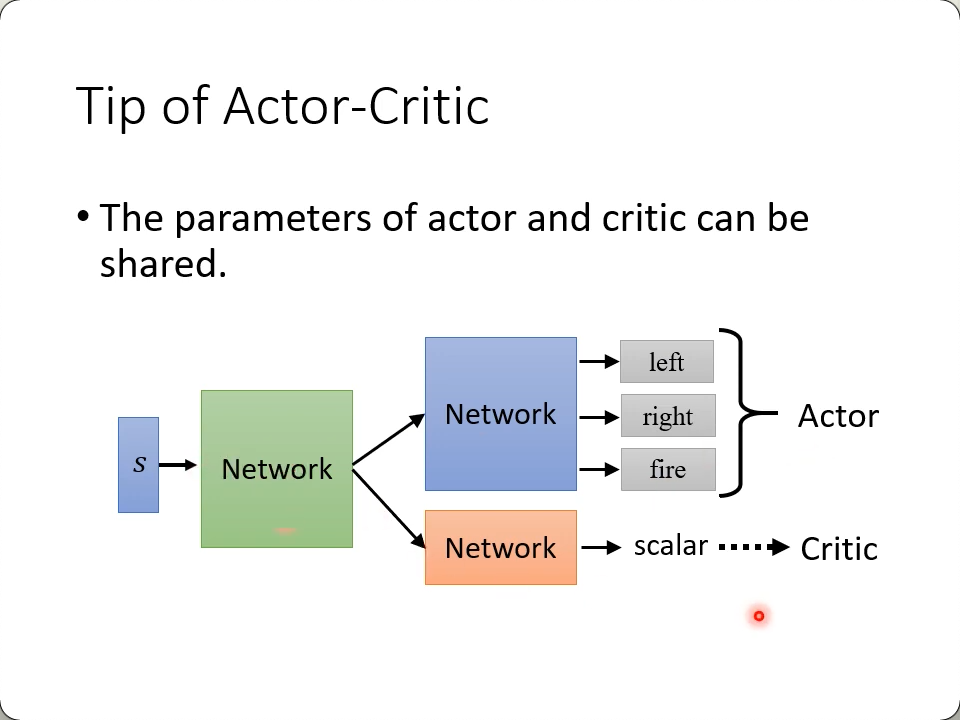 Tip of Actor-Critic
• The parameters of actor and critic can be
shared.
s
Network
Network
left
right
fire
Actor
Network
scalar
Critic